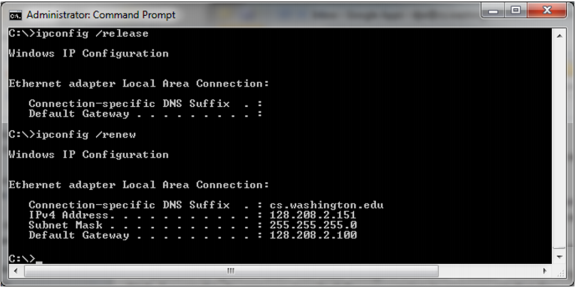 Administrator: Command Prompt
C:\>ipconfig /release
Windows IP Configuration
Ethernet adapter Local Area Connection:
Connection-specific DNS Suffix . :
Default Gateway . . . . . . . . . :
C:\>ipconfig /renew
Windows IP Configuration
Ethernet adapter Local Area Connection:
Connection-specific DNS Suffix . : cs.washington.edu
IPv4 Address. . . . . . . . . . . : 128.208.2.151
Subnet Mask . . . . . . . . . . . : 255.255.255.0
Default Gateway . . . . . . . . . : 128.208.2.100
C:\>_